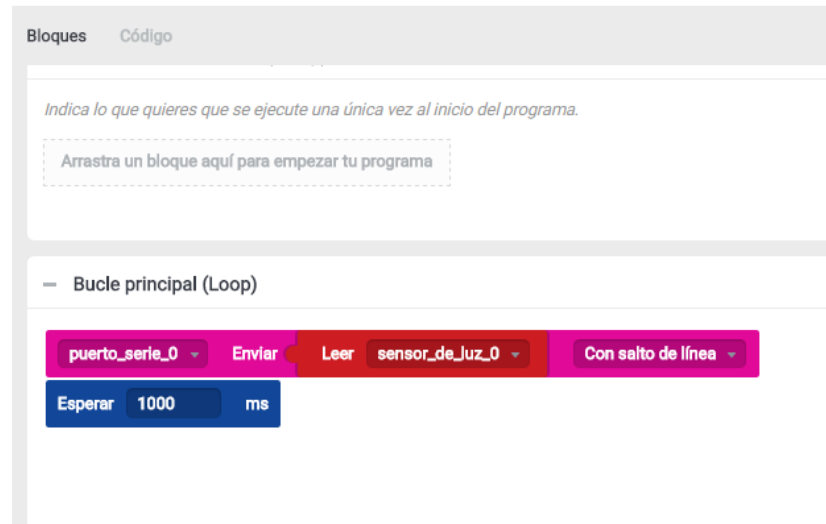 Bloques Código
Indica lo que quieres que se ejecute una única vez al inicio del programa.
Arrastra un bloque aquí para empezar tu programa
Bucle principal (Loop)
puerto_serie_0 Enviar Leer sensor_de_luz_0 Con salto de línea
Esperar 1000 ms